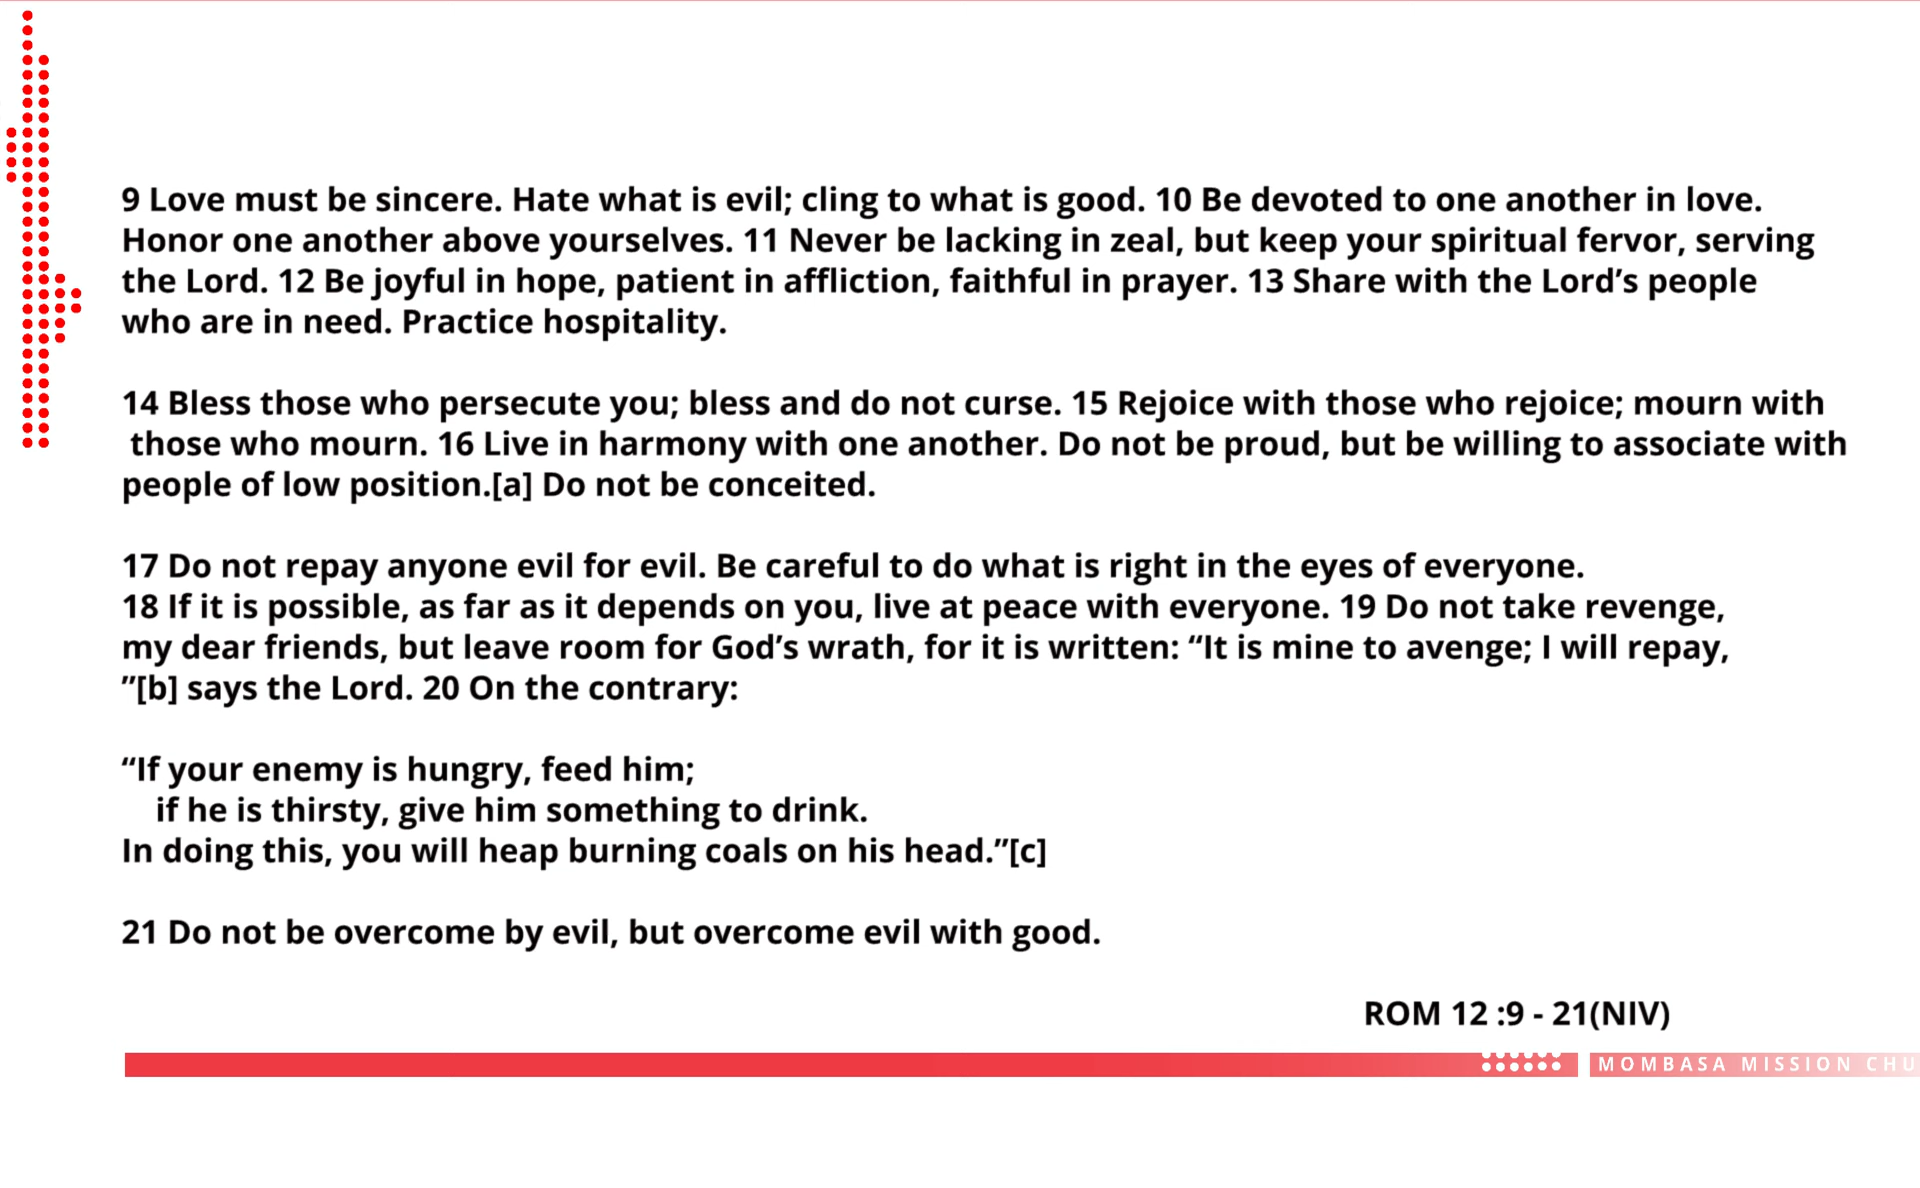 9 Love must be sincere. Hate what is evil; cling to what is good. 10 Be devoted to one another in love.
Honor one another above yourselves. 11 Never be lacking in zeal, but keep your spiritual fervor, serving
the Lord. 12 Be joyful in hope, patient in affliction, faithful in prayer. 13 Share with the Lord’s people
who are in need. Practice hospitality.
14 Bless those who persecute you; bless and do not curse. 15 Rejoice with those who rejoice; mourn with
those who mourn. 16 Live in harmony with one another. Do not be proud, but be willing to associate with
people of low position.[a] Do not be conceited.
17 Do not repay anyone evil for evil. Be careful to do what is right in the eyes of everyone.
18 If it is possible, as far as it depends on you, live at peace with everyone. 19 Do not take revenge,
my dear friends, but leave room for God’s wrath, for it is written: “It is mine to avenge; I will repay,
”[b] says the Lord. 20 On the contrary:
“If your enemy is hungry, feed him;
if he is thirsty, give him something to drink.
In doing this, you will heap burning coals on his head.”[c]
21 Do not be overcome by evil, but overcome evil with good.
ROM 12 :9 - 21(NIV)
MOMBASA MISSION CHU